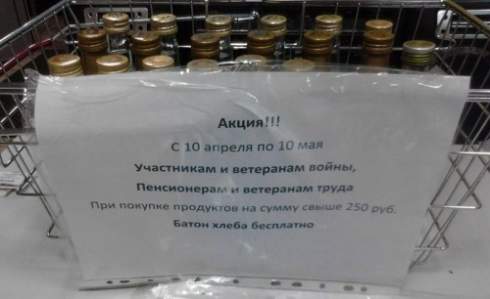 Акция!!!
С 10 апреля по 10 мая
Участникам и ветеранам войны,
Пенсионерам и ветеранам труда
При покупке продуктов на сумму свыше 250 руб.
Батон хлеба бесплатно